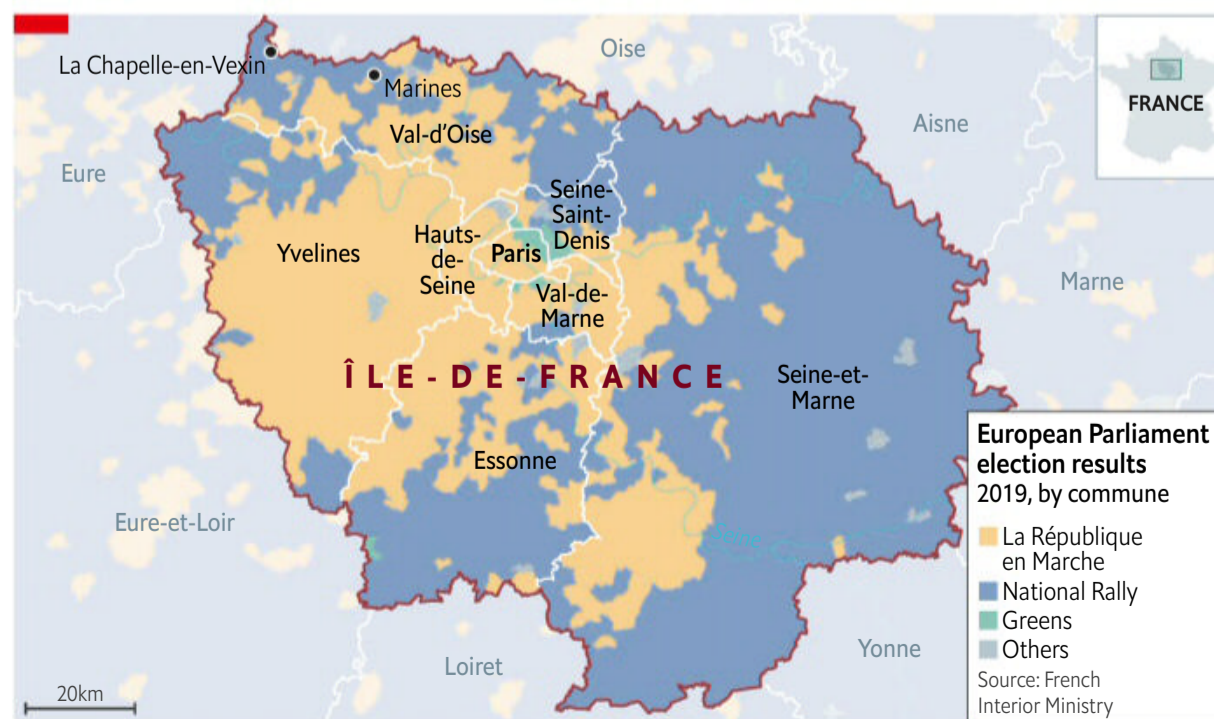 Oise
La Chapelle-en-Vexin
Marines
FRANCE
Val-d'Oise
Aisne
Eure
Seine-
Saint-
Denis
Hauts-
de-
Seine
Yvelines
Paris
Val-de-
Marne
Marne
ÎLE-DE-FRANCE
Seine-et-
Marne
Essonne
Eure-et-Loir
Seine
Loiret
Yonne
20km
European Parliament
election results
2019, by commune
La République
en Marche
National Rally
Greens
Others
Source: French
Interior Ministry